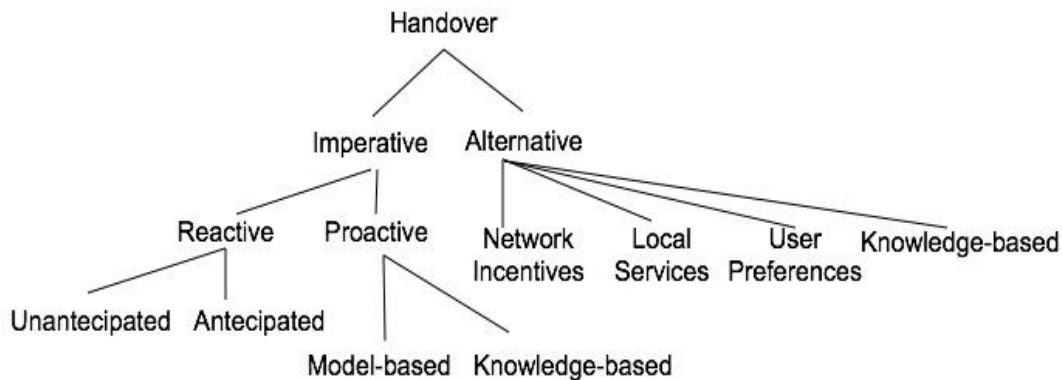 Handover
Imperative Alternative
Reactive Proactive Network Incentives Local Services User Preferences Knowledge-based
Unantecipated Antecipated
Model-based Knowledge-based